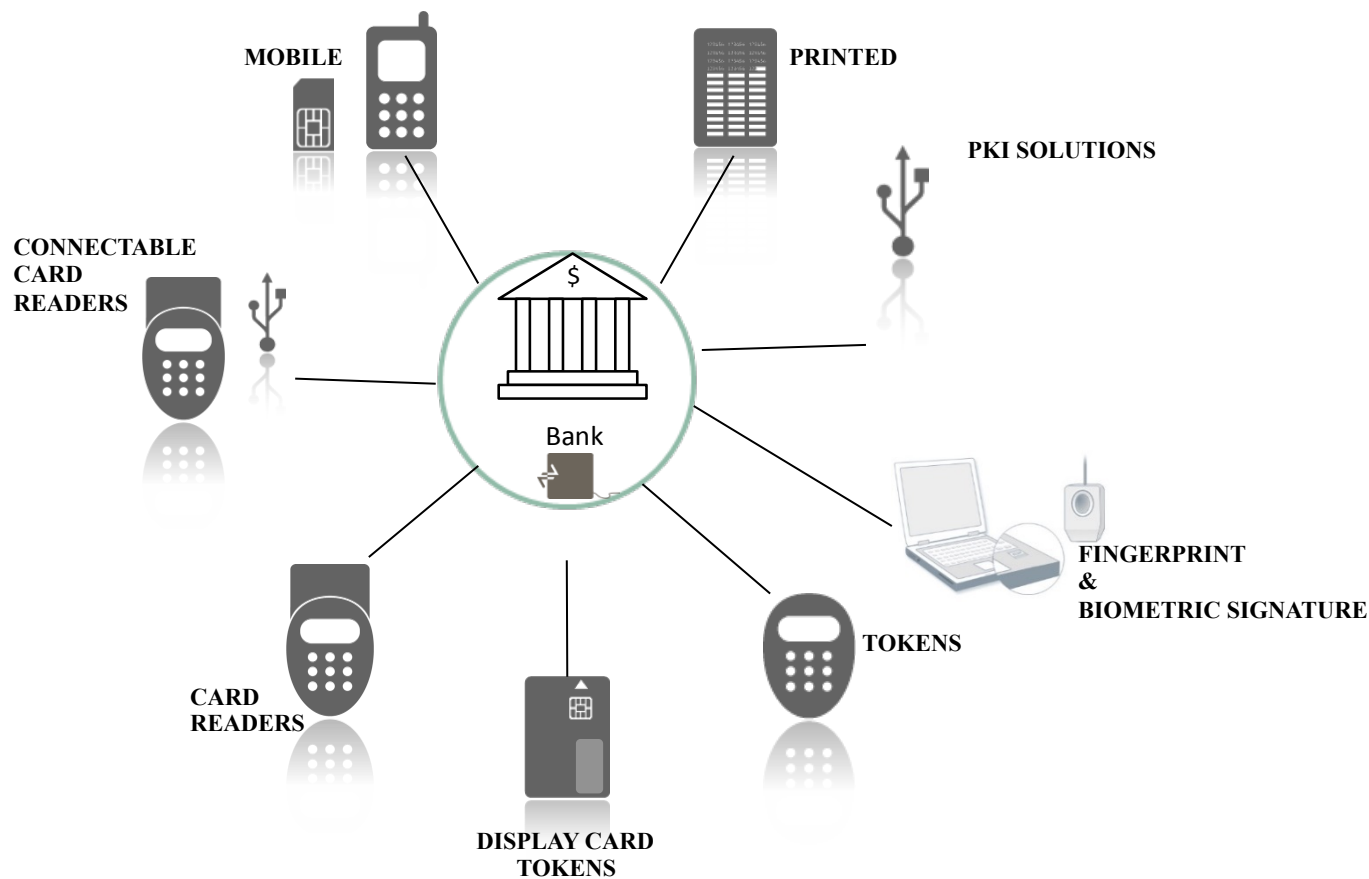 MOBILE
PRINTED
PKI SOLUTIONS
CONNECTABLE
CARD
READERS
$
Bank
FINGERPRINT
&
BIOMETRIC SIGNATURE
TOKENS
CARD
READERS
DISPLAY CARD
TOKENS